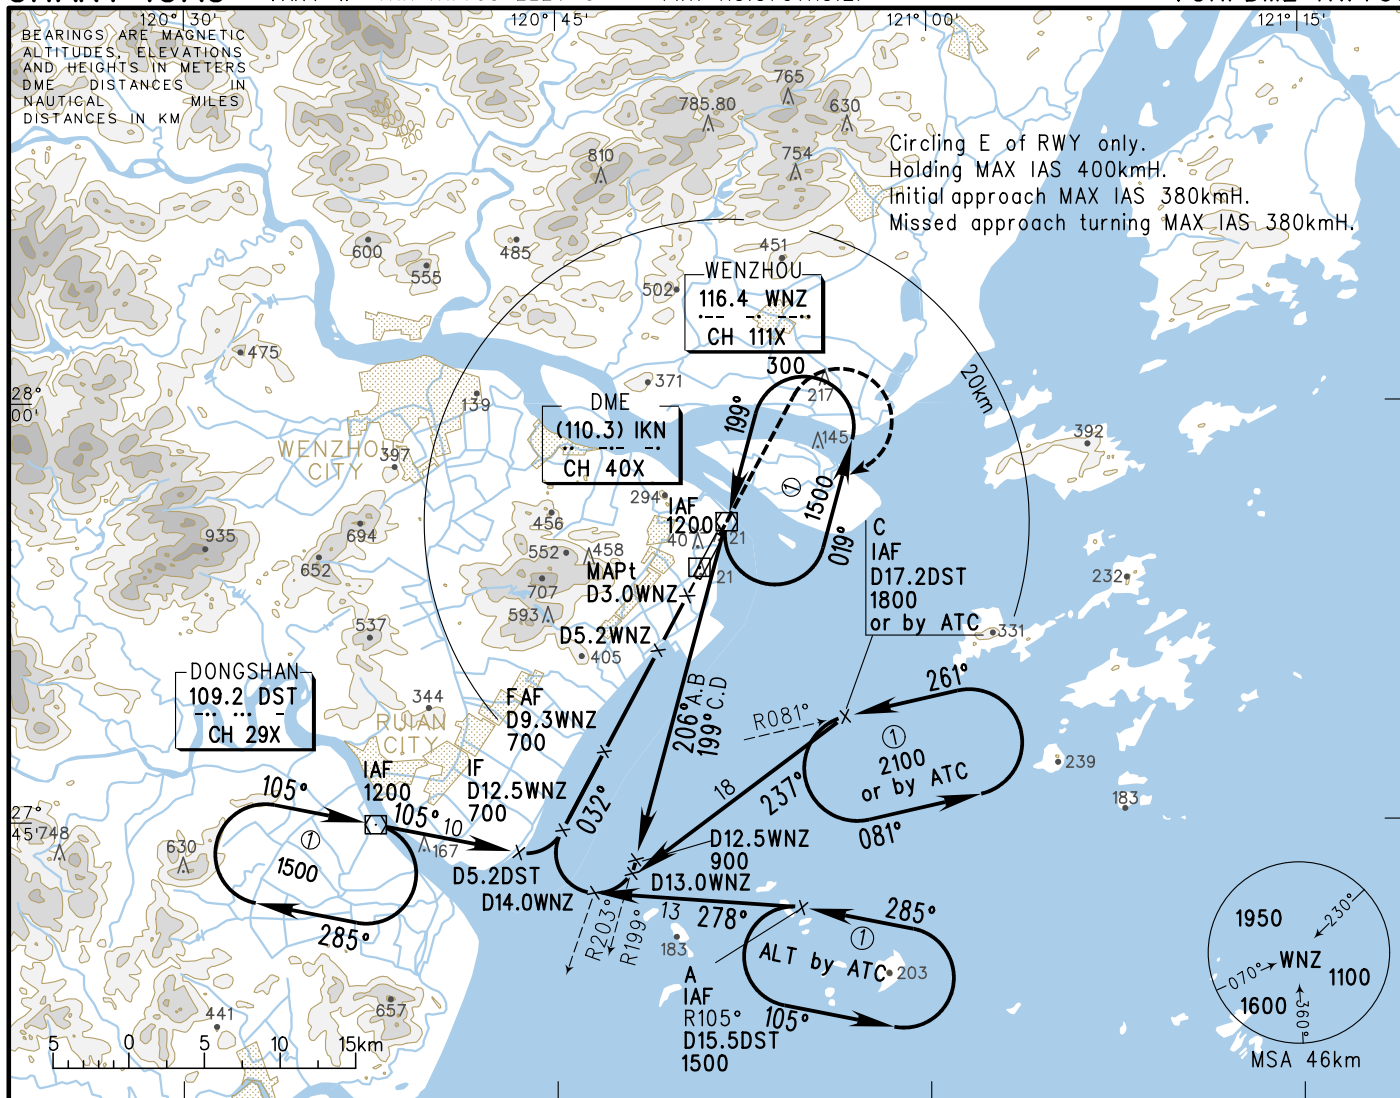 120° 30'
120° 45'
121° 00'
121° 15'
BEARINGS ARE MAGNETIC
ALTITUDES, ELEVATIONS
AND HEIGHTS IN METERS
DME DISTANCES IN
NAUTICAL MILES
DISTANCES IN KM
765
785.80
630
810
754
Circling E of RWY only.
Holding MAX IAS 400kmH.
Initial approach MAX IAS 380kmH.
Missed approach turning MAX IAS 380kmH.
600
485
555
451
502
WENZHOU
116.4 WNZ
CH 111X
300
475
371
217
20km
28°
00'
139
DME
(110.3) IKN
CH 40X
199°
145
392
WENZHOU
CITY
397
1500
019°
294
IAF
1200
40
21
456
694
935
652
552
458
707
593
MAPt
D3.0WNZ
21
C
IAF
D17.2DST
1800
or by ATC
232
331
537
D5.2WNZ
405
DONGSHAN
109.2 DST
CH 29X
344
RUIAN
CITY
FAF
D9.3WNZ
700
206°A.B
199°C.D
R081°
261°
1
2100
or by ATC
081°
239
183
IAF
1200
IF
D12.5WNZ
700
105°
105° 10
032°
18
237°
27°
45'
748
630
1
1500
285°
167
D5.2DST
D14.0WNZ
D12.5WNZ
900
D13.0WNZ
13
278°
R203°
R199°
183
285°
1
ALT by ATC
203
105°
A
IAF
R105°
D15.5DST
1500
657
441
5 0 5 10 15km
1950
230°
WNZ
070°
1100
1600
360°
MSA 46km
1